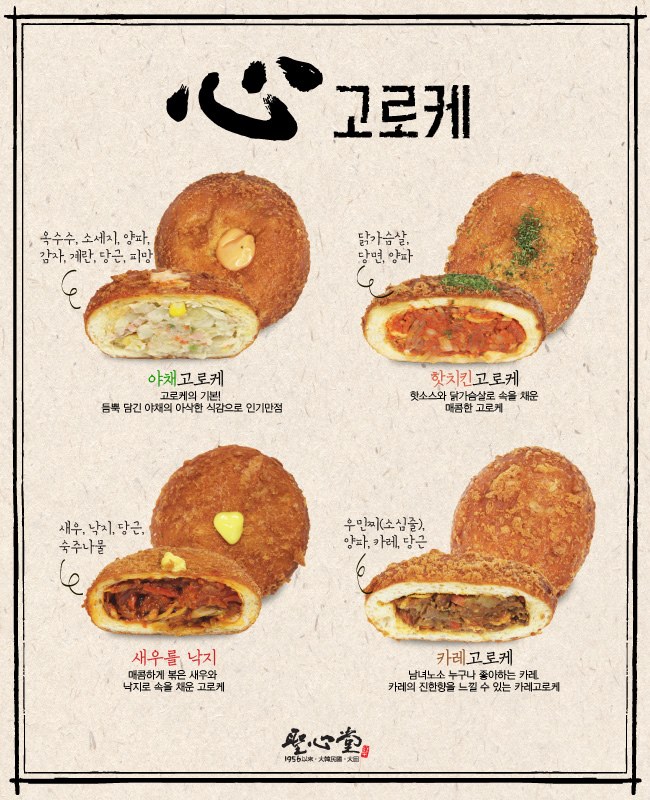 心 고로케
옥수수, 소세지, 양파,
감자, 계란, 당근, 피망
야채고로케
고로케의 기본!
듬뿍 담긴 야채의 아삭한 식감으로 인기만점
닭가슴살,
당면, 양파
핫치킨고로케
핫소스와 닭가슴살로 속을 채운
매콤한 고로케
새우, 낙지, 당근,
숙주나물
새우를 낙지
매콤하게 볶은 새우와
낙지로 속을 채운 고로케
우민찌(소심줄),
양파, 카레, 당근
카레고로케
남녀노소 누구나 좋아하는 카레.
카레의 진한향을 느낄 수 있는 카레고로케
聖心堂
1956以來・大韓民國・大田